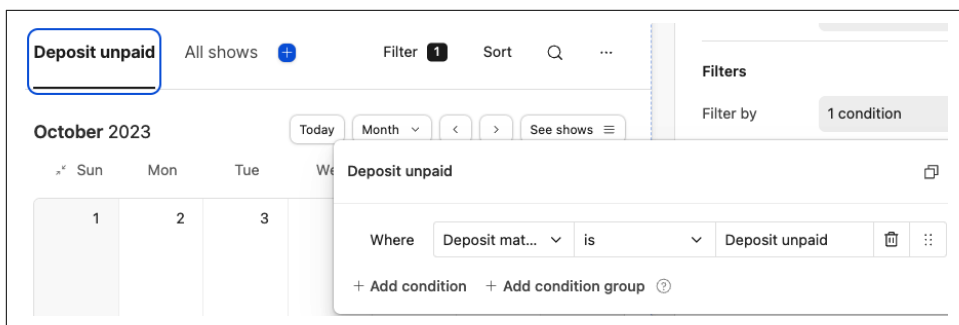 Deposit unpaid All shows Filter 1 Sort
Filters
Filter by 1 condition
October 2023 Today Month See shows
Sun Mon Tue We
Deposit unpaid
1 2 3
Where Deposit mat... is Deposit unpaid
+ Add condition + Add condition group ?